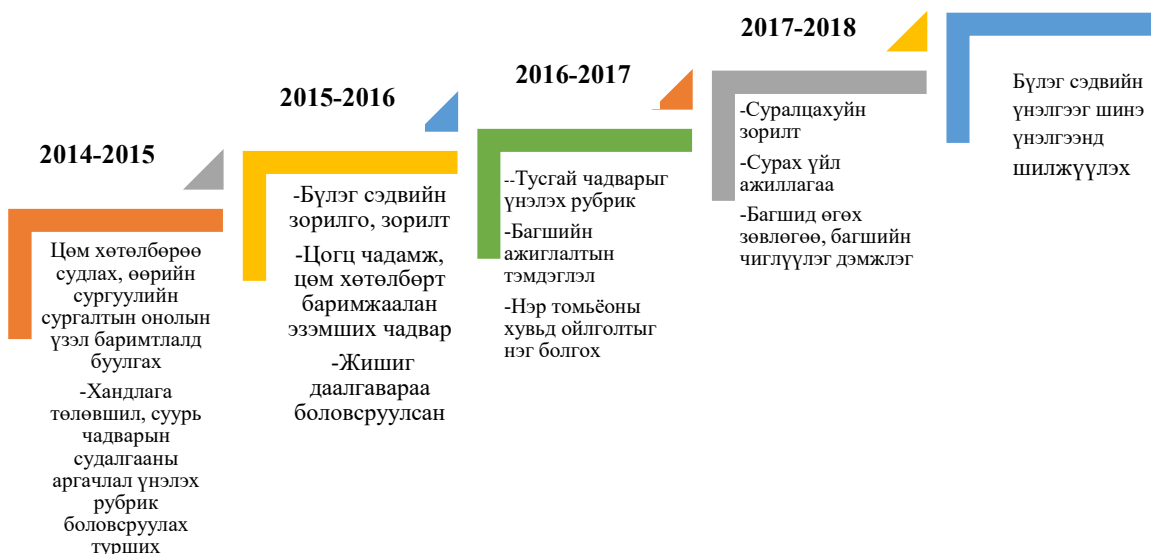 2014-2015
Цөм хөтөлбөрөө
судлах, өөрийн
сургуулийн
сургалтын онолын
үзэл баримтлалд
буулгах
-Хандлага
төлөвшил, суурь
чадварын
судалгааны
аргачлал үнэлэх
рубрик
боловсруулах
турших
2015-2016
-Бүлэг сэдвийн
зорилго, зорилт
-Цогц чадамж,
цөм хөтөлбөрт
баримжаалан
эзэмших чадвар
-Жишиг
даалгавараа
боловсруулсан
2016-2017
--Тусгай чадварыг
үнэлэх рубрик
-Багшийн
ажиглалтын
тэмдэглэл
-Нэр томьёоны
хувьд ойлголтыг
нэг болгох
2017-2018
-Суралцахуйн
зорилт
-Сурах үйл
ажиллагаа
-Багшид өгөх
зөвлөгөө, багшийн
чиглүүлэг дэмжлэг
Бүлэг сэдвийн
үнэлгээг шинэ
үнэлгээнд
шилжүүлэх